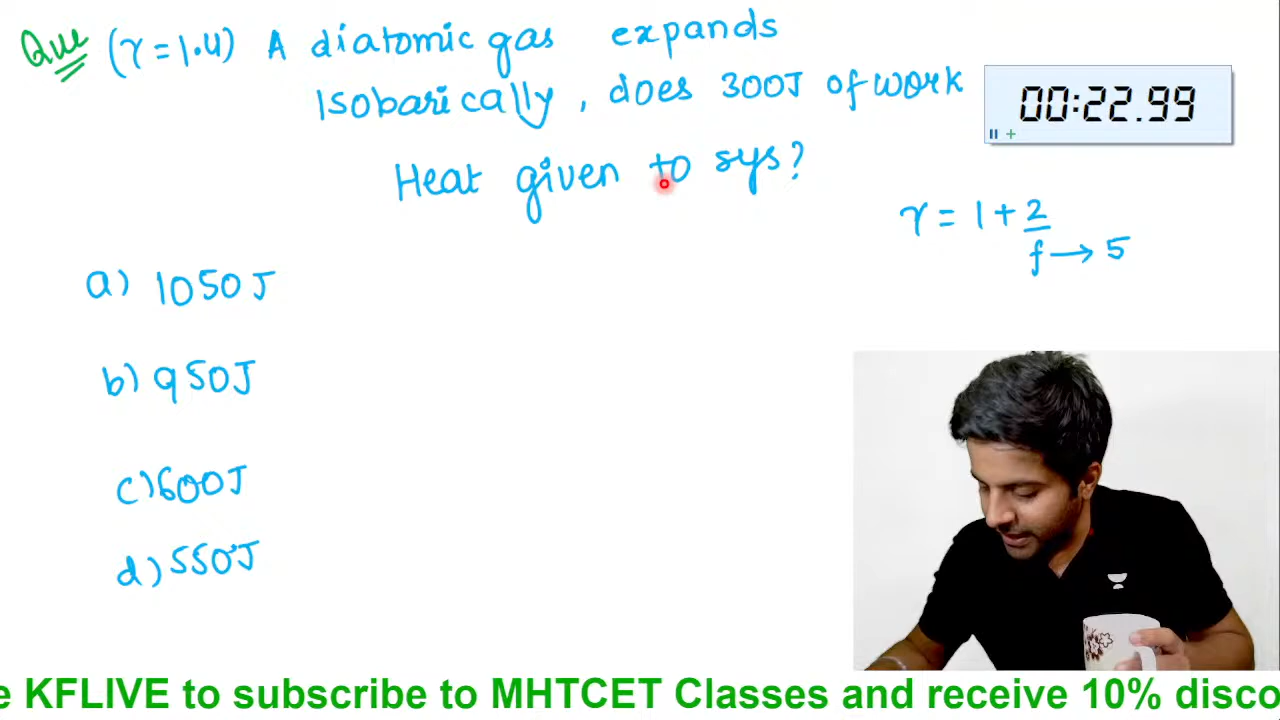 Que (γ = 1.4) A diatomic gas expands
Isobarically, does 300J of work
00:22.99
Heat given to sys?
γ = 1 + 2/f → 5
a) 1050J
b) 950J
c) 600J
d) 550J
e KFLIVE to subscribe to MHTCET Classes and receive 10% disco